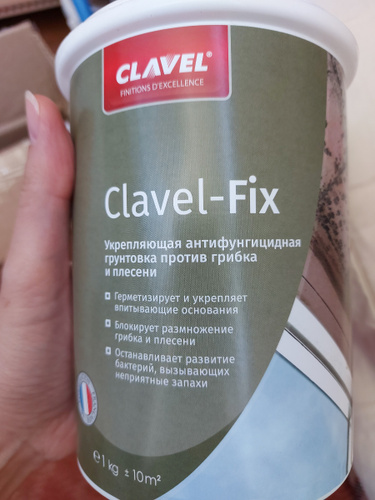 CLAVEL®
FINITIONS D'EXCELLENCE
Clavel-Fix
Укрепляющая антифунгицидная
грунтовка против грибка
и плесени
Герметизирует и укрепляет
впитывающие основания
Блокирует размножение
грибка и плесени
Останавливает развитие
бактерий, вызывающих
неприятные запахи
℮1 kg ± 10m²